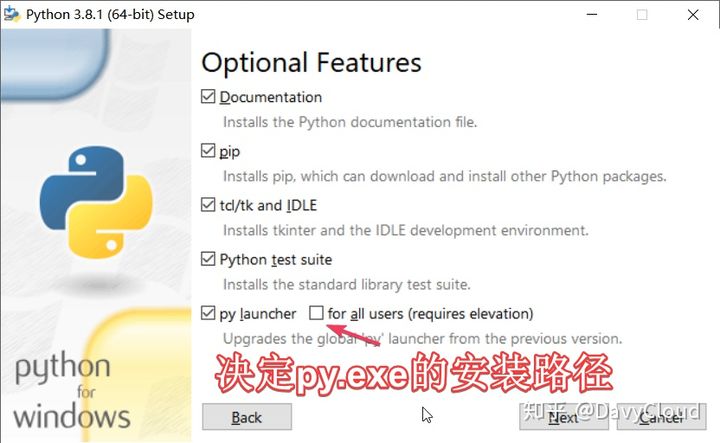 Python 3.8.1 (64-bit) Setup
Optional Features
Documentation
Installs the Python documentation file.
pip
Installs pip, which can download and install other Python packages.
tcl/tk and IDLE
Installs tkinter and the IDLE development environment.
Python test suite
Installs the standard library test suite.
py launcher for all users (requires elevation)
Upgrades the global 'py' launcher from the previous version.
决定py.exe的安装路径
python
for
windows
Back Next Cancel
知乎 @DavyCloud